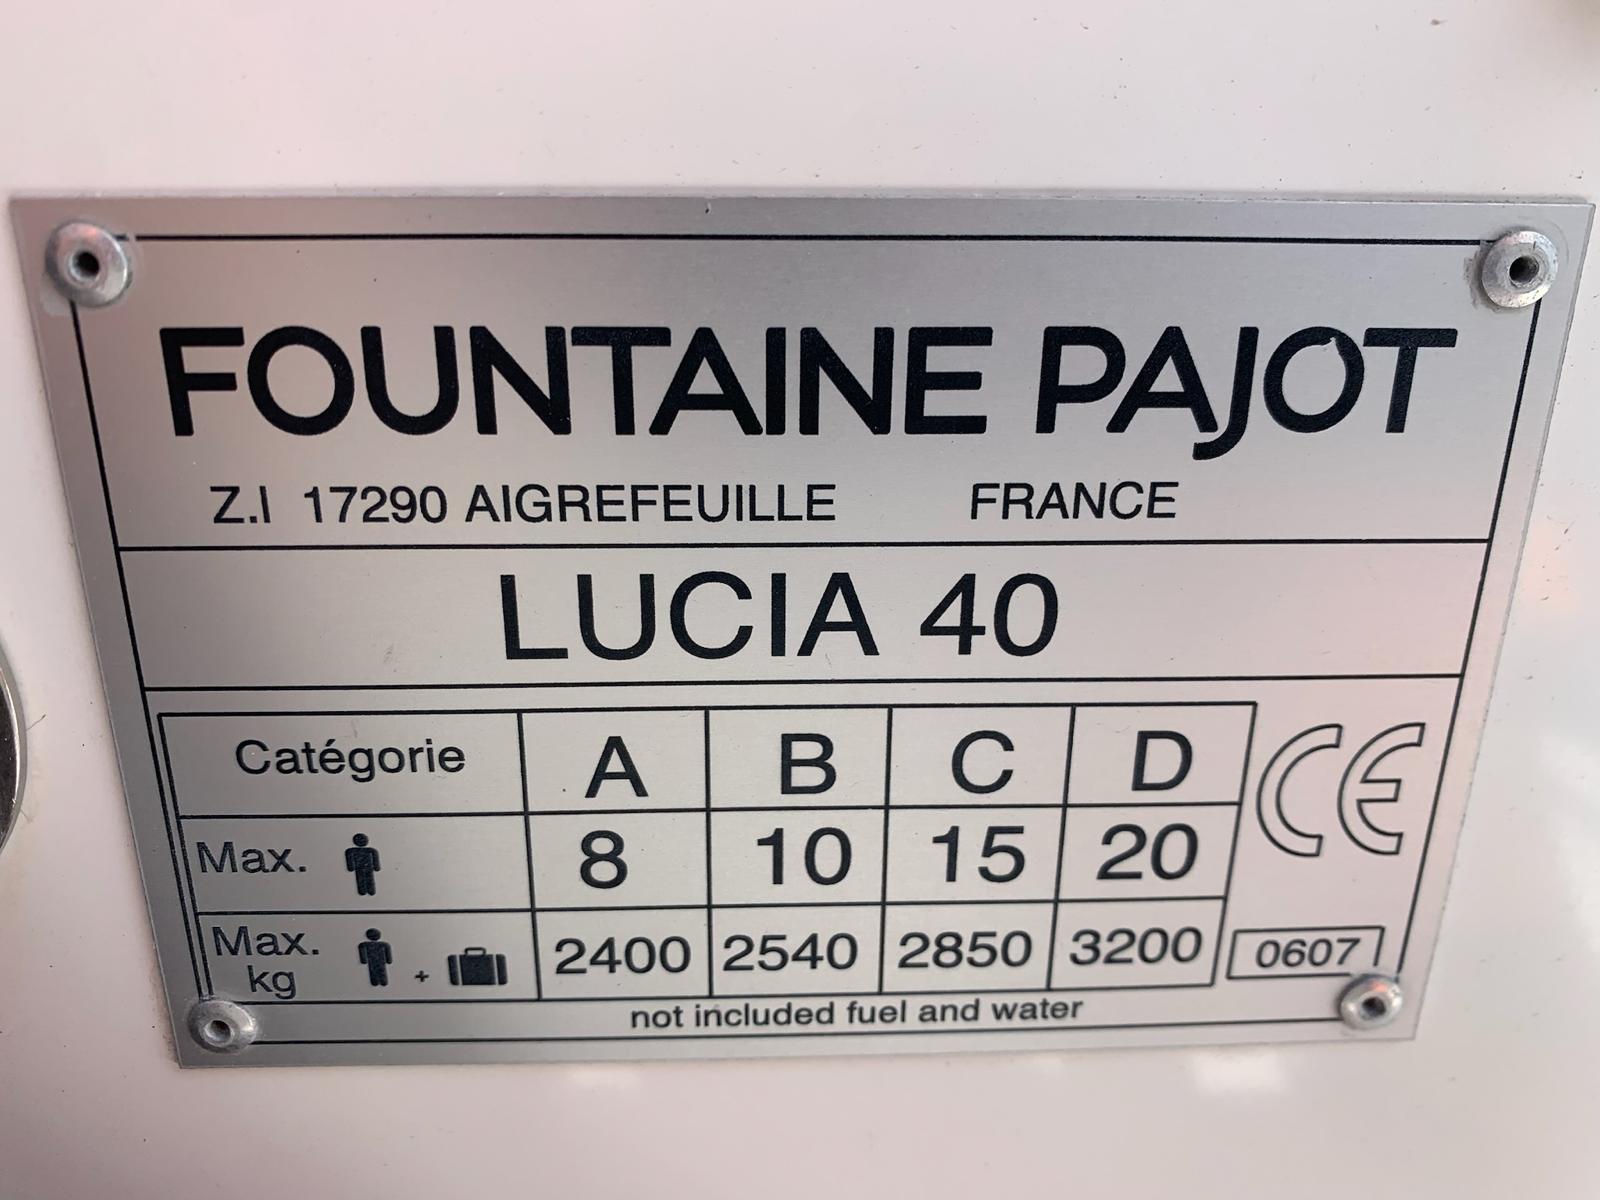 FOUNTAINE PAJOT
Z.I 17290 AIGREFEUILLE FRANCE
LUCIA 40
Catégorie A B C D
Max. 8 10 15 20
Max. kg + 2400 2540 2850 3200
CE
0607
not included fuel and water